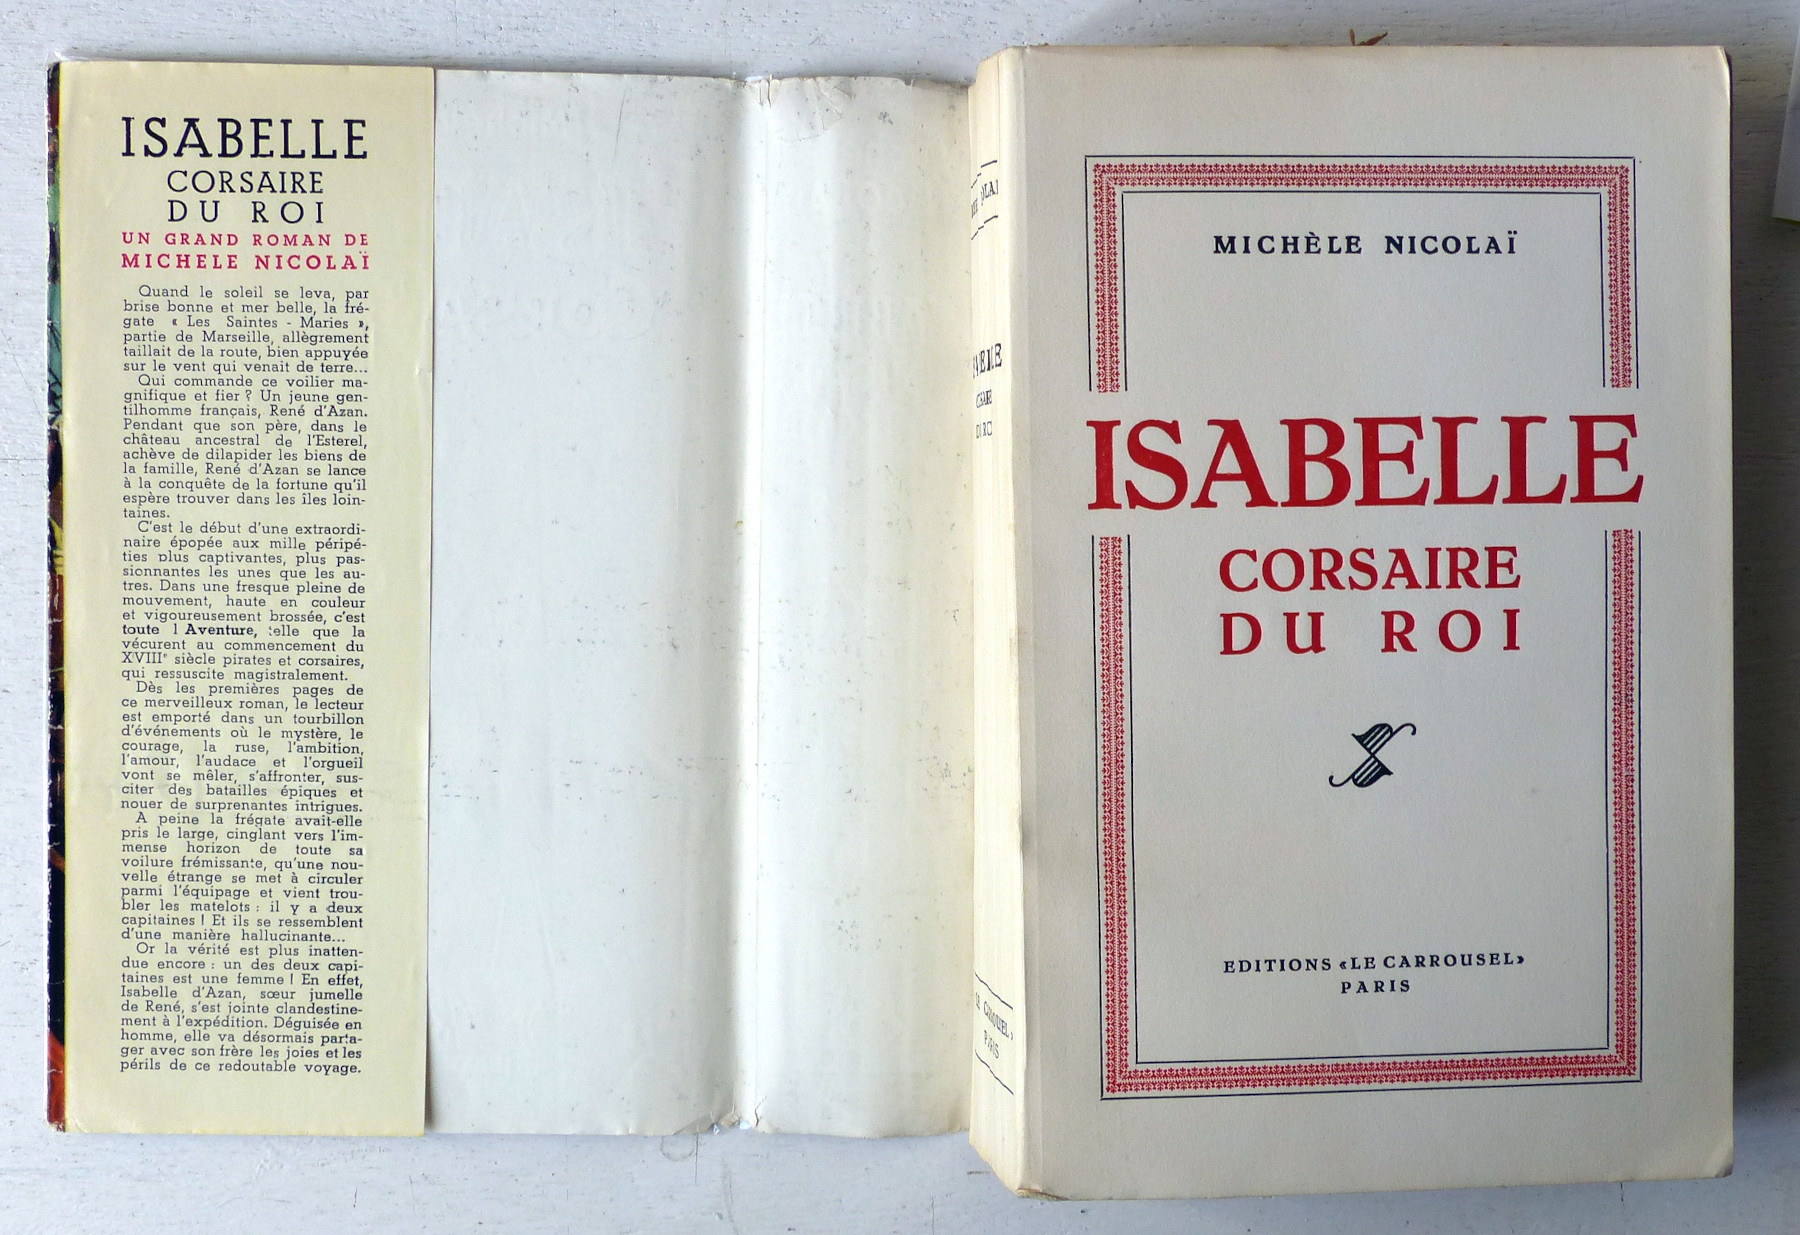 ISABELLE
CORSAIRE
DU ROI
UN GRAND ROMAN DE
MICHELE NICOLAÏ
Quand le soleil se leva, par
brise bonne et mer belle, la fré-
gate « Les Saintes - Maries »,
partie de Marseille, allègrement
taillait de la route, bien appuyée
sur le vent qui venait de terre...
Qui commande ce voilier ma-
gnifique et fier ? Un jeune gen-
tilhomme français, René d'Azan.
Pendant que son père, dans le
château ancestral de l'Esterel,
achève de dilapider les biens de
la famille, René d'Azan se lance
à la conquête de la fortune qu'il
espère trouver dans les îles loin-
taines.
C'est le début d'une extraordi-
naire épopée aux mille péripé-
ties plus captivantes, plus pas-
sionnantes les unes que les au-
tres. Dans une fresque pleine de
mouvement, haute en couleur
et vigoureusement brossée, c'est
toute l Aventure, telle que la
vécurent au commencement du
XVIIIe siècle pirates et corsaires,
qui ressuscite magistralement.
Dès les premières pages de
ce merveilleux roman, le lecteur
est emporté dans un tourbillon
d'événements où le mystère, le
courage, la ruse, l'ambition,
l'amour, l'audace et l'orgueil
vont se mêler, s'affronter, sus-
citer des batailles épiques et
nouer de surprenantes intrigues.
A peine la frégate avait-elle
pris le large, cinglant vers l'im-
mense horizon de toute sa
voilure frémissante, qu'une nou-
velle étrange se met à circuler
parmi l'équipage et vient trou-
bler les matelots : il y a deux
capitaines ! Et ils se ressemblent
d'une manière hallucinante...
Or la vérité est plus inatten-
due encore : un des deux capi-
taines est une femme ! En effet,
Isabelle d'Azan, sœur jumelle
de René, s'est jointe clandestine-
ment à l'expédition. Déguisée en
homme, elle va désormais parta-
ger avec son frère les joies et les
périls de ce redoutable voyage.
PARIS
MICHÈLE NICOLAÏ
ISABELLE
CORSAIRE
DU ROI
EDITIONS «LE CARROUSEL»
PARIS